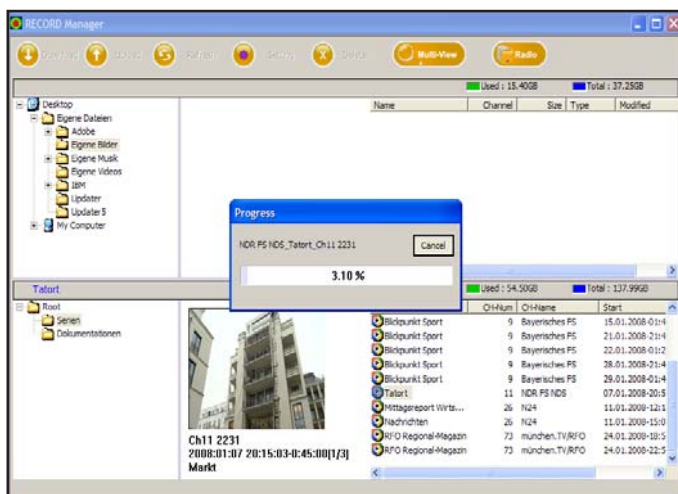 RECORD Manager
Download Upload Refresh Setting Delete Multi-View Radio
Used : 15.40GB Total : 37.25GB
Desktop
Eigene Dateien
Adobe
Eigene Bilder
Eigene Musik
Eigene Videos
IBM
Updater
Updater5
My Computer
Name Channel Size Type Modified
Progress
NDR FS NDS_Tatort_Ch11 2231 Cancel
3.10 %
Tatort Used : 54.50GB Total : 137.99GB
Root
Serien
Dokumentationen
Ch11 2231
2008:01:07 20:15:03-0:45:00[1/3]
Markt
CH-Num CH-Name Start
Blickpunkt Sport 9 Bayerisches FS 15.01.2008-01:4
Blickpunkt Sport 9 Bayerisches FS 21.01.2008-21:4
Blickpunkt Sport 9 Bayerisches FS 22.01.2008-01:2
Blickpunkt Sport 9 Bayerisches FS 28.01.2008-21:4
Blickpunkt Sport 9 Bayerisches FS 29.01.2008-01:4
Tatort 11 NDR FS NDS 07.01.2008-20:5
Mittagsreport Wirts... 26 N24 11.01.2008-12:1
Nachrichten 26 N24 11.01.2008-15:0
RFO Regional-Magazin 73 münchen.TV/RFO 24.01.2008-18:5
RFO Regional-Magazin 73 münchen.TV/RFO 24.01.2008-22:5